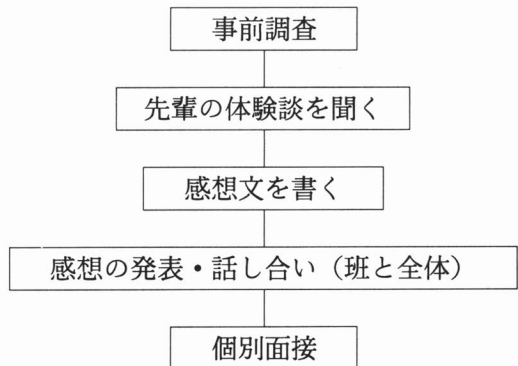 事前調査
先輩の体験談を聞く
感想文を書く
感想の発表・話し合い（班と全体）
個別面接